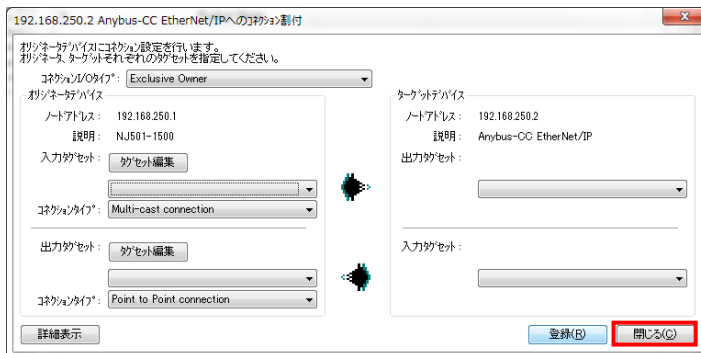 192.168.250.2 Anybus-CC EtherNet/IPへのコネクション割付
オリジネータデバイスにコネクション設定を行います。
オリジネータ、ターゲットそれぞれのタグセットを指定してください。
コネクションI/Oタイプ： Exclusive Owner
オリジネータデバイス
ノードアドレス： 192.168.250.1
説明： NJ501-1500
入力タグセット： タグセット編集
コネクションタイプ： Multi-cast connection
出力タグセット： タグセット編集
コネクションタイプ： Point to Point connection
ターゲットデバイス
ノードアドレス： 192.168.250.2
説明： Anybus-CC EtherNet/IP
出力タグセット：
入力タグセット：
詳細表示
登録(R)
閉じる(C)